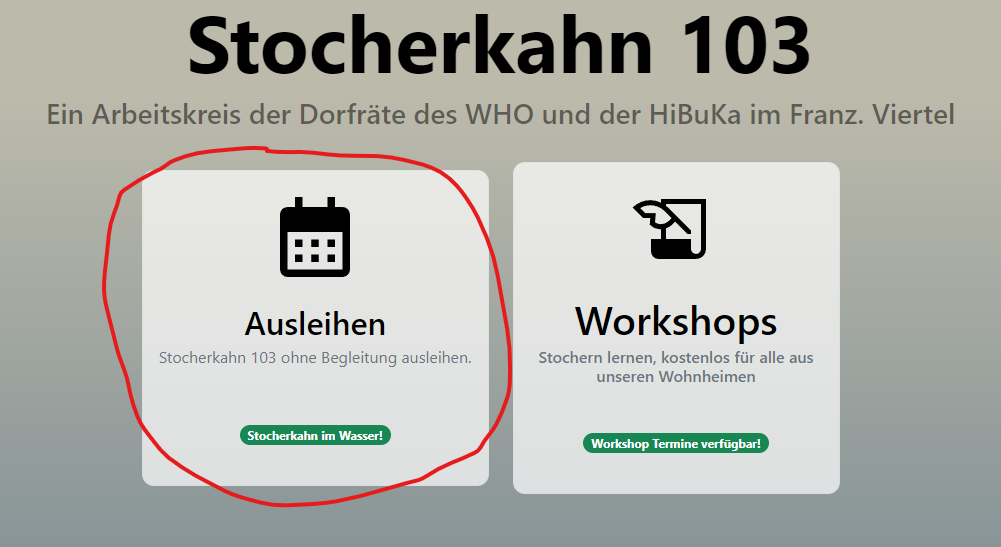 Stocherkahn 103
Ein Arbeitskreis der Dorfräte des WHO und der HiBuKa im Franz. Viertel
Ausleihen
Stocherkahn 103 ohne Begleitung ausleihen.
Stocherkahn im Wasser!
Workshops
Stochern lernen, kostenlos für alle aus
unseren Wohnheimen
Workshop Termine verfügbar!